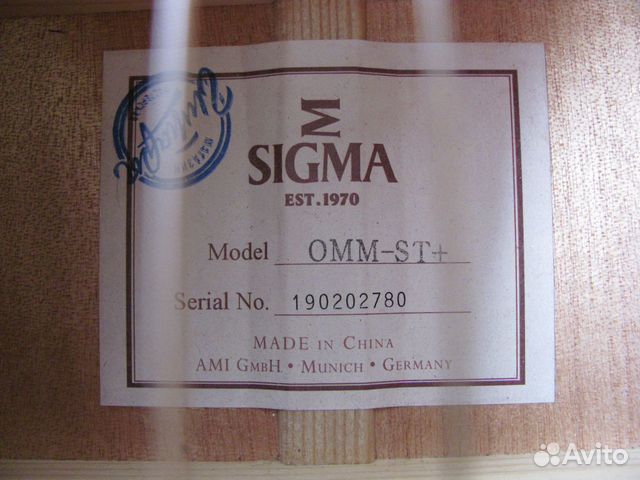 SIGMA
EST. 1970
Model OMM-ST+
Serial No. 190202780
MADE IN CHINA
AMI GMBH • MUNICH • GERMANY
Avito